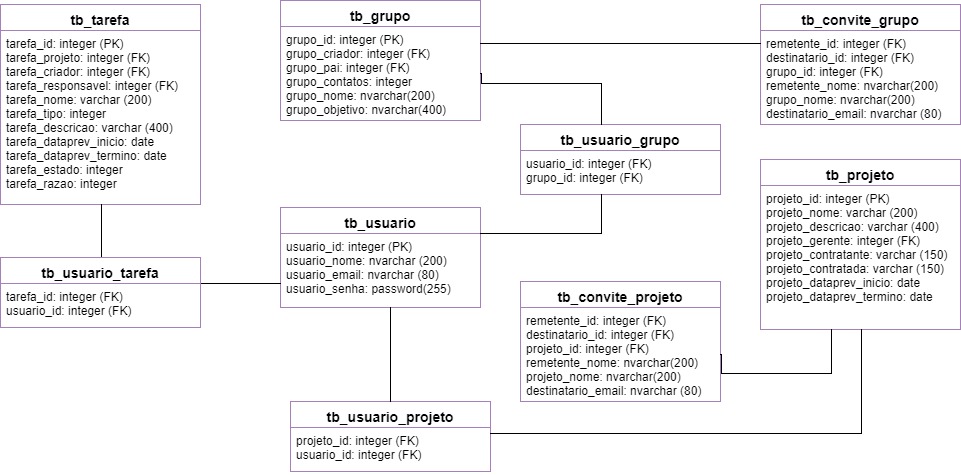 tb_tarefa
tarefa_id: integer (PK)
tarefa_projeto: integer (FK)
tarefa_criador: integer (FK)
tarefa_responsavel: integer (FK)
tarefa_nome: varchar (200)
tarefa_tipo: integer
tarefa_descricao: varchar (400)
tarefa_dataprev_inicio: date
tarefa_dataprev_termino: date
tarefa_estado: integer
tarefa_razao: integer
tb_grupo
grupo_id: integer (PK)
grupo_criador: integer (FK)
grupo_pai: integer (FK)
grupo_contatos: integer
grupo_nome: nvarchar(200)
grupo_objetivo: nvarchar(400)
tb_convite_grupo
remetente_id: integer (FK)
destinatario_id: integer (FK)
grupo_id: integer (FK)
remetente_nome: nvarchar(200)
grupo_nome: nvarchar(200)
destinatario_email: nvarchar (80)
tb_usuario_grupo
usuario_id: integer (FK)
grupo_id: integer (FK)
tb_projeto
projeto_id: integer (PK)
projeto_nome: varchar (200)
projeto_descricao: varchar (400)
projeto_gerente: integer (FK)
projeto_contratante: varchar (150)
projeto_contratada: varchar (150)
projeto_dataprev_inicio: date
projeto_dataprev_termino: date
tb_usuario
usuario_id: integer (PK)
usuario_nome: nvarchar (200)
usuario_email: nvarchar (80)
usuario_senha: password(255)
tb_usuario_tarefa
tarefa_id: integer (FK)
usuario_id: integer (FK)
tb_convite_projeto
remetente_id: integer (FK)
destinatario_id: integer (FK)
projeto_id: integer (FK)
remetente_nome: nvarchar(200)
projeto_nome: nvarchar(200)
destinatario_email: nvarchar (80)
tb_usuario_projeto
projeto_id: integer (FK)
usuario_id: integer (FK)